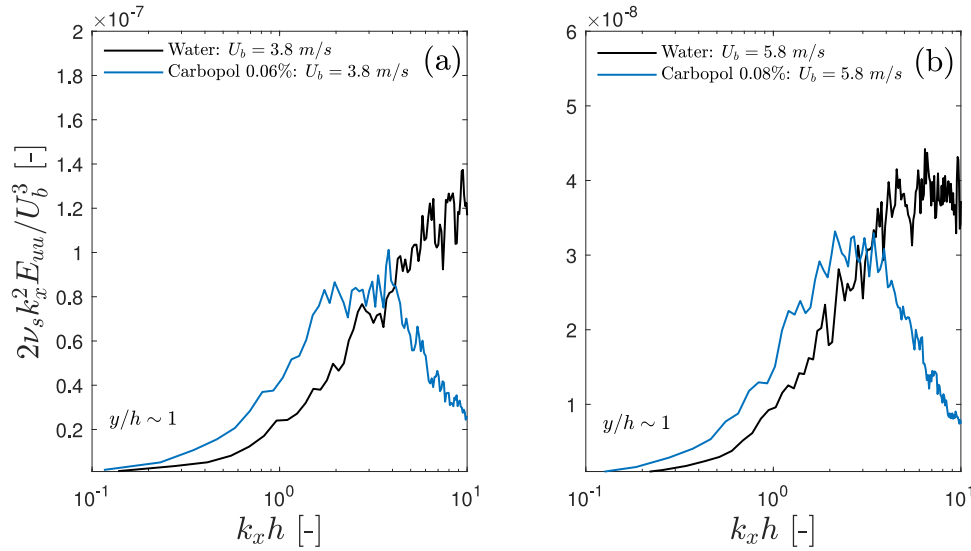 ×10⁻⁷
Water: U_b = 3.8 m/s
Carbopol 0.06%: U_b = 3.8 m/s
(a)
2
1.8
1.6
1.4
1.2
1
0.8
0.6
0.4
0.2
2ν_s k_x² E_uu/U_b³ [-]
y/h ∼ 1
10⁻¹
10⁰
10¹
k_x h [-]
×10⁻⁸
Water: U_b = 5.8 m/s
Carbopol 0.08%: U_b = 5.8 m/s
(b)
6
5
4
3
2
1
y/h ∼ 1
10⁻¹
10⁰
10¹
k_x h [-]